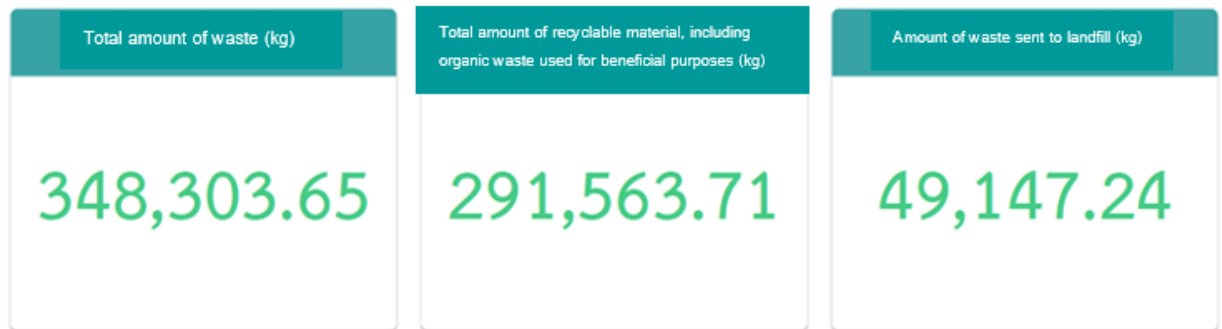 Total amount of waste (kg)
348,303.65
Total amount of recyclable material, including
organic waste used for beneficial purposes (kg)
291,563.71
Amount of waste sent to landfill (kg)
49,147.24